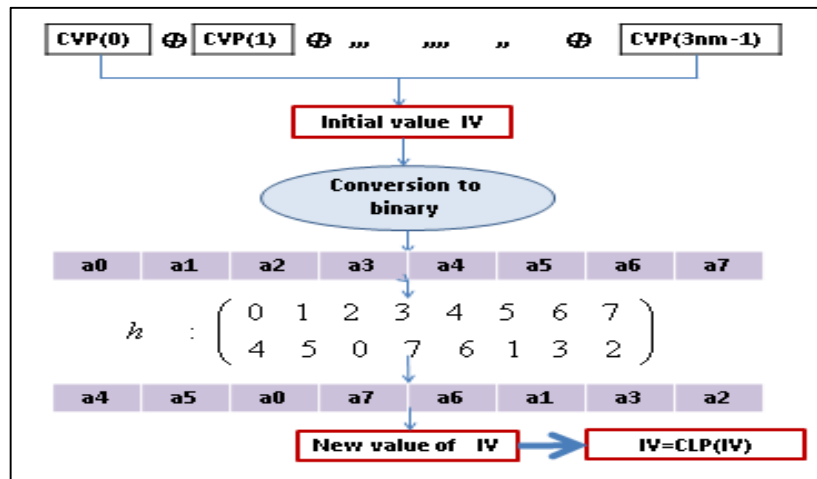 CVP(0) ⊕ CVP(1) ⊕ ,,, ,,,, ,, ⊕ CVP(3nm-1)
Initial value IV
Conversion to
binary
a0 a1 a2 a3 a4 a5 a6 a7
h : ( 0 1 2 3 4 5 6 7
4 5 0 7 6 1 3 2 )
a4 a5 a0 a7 a6 a1 a3 a2
New value of IV IV=CLP(IV)